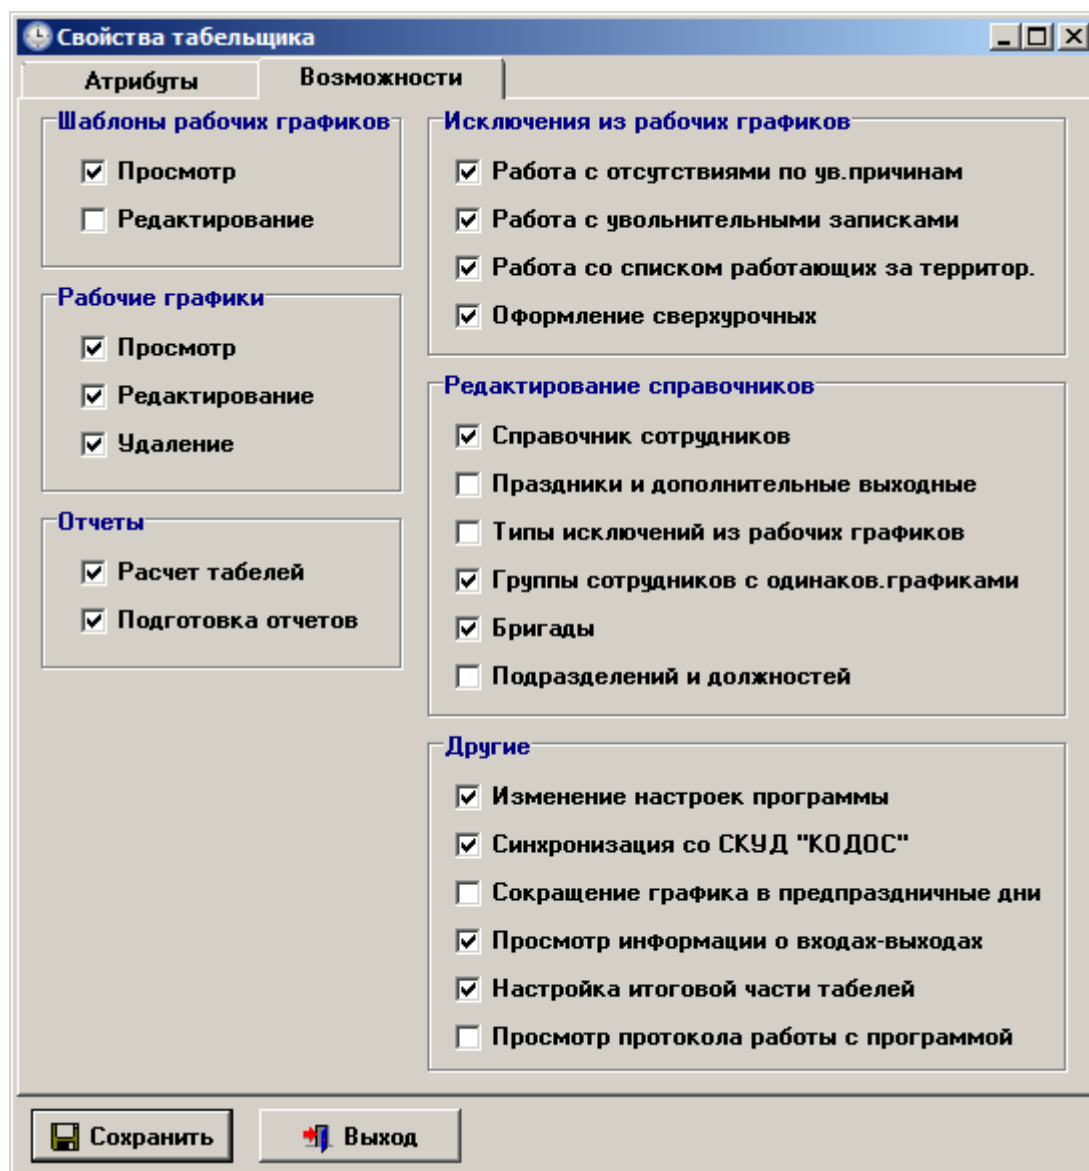 Свойства табельщика
Атрибуты
Возможности
Шаблоны рабочих графиков
Просмотр
Редактирование
Рабочие графики
Просмотр
Редактирование
Удаление
Отчеты
Расчет табелей
Подготовка отчетов
Исключения из рабочих графиков
Работа с отсутствиями по ув.причинам
Работа с увольнительными записками
Работа со списком работающих за территор.
Оформление сверхурочных
Редактирование справочников
Справочник сотрудников
Праздники и дополнительные выходные
Типы исключений из рабочих графиков
Группы сотрудников с одинаков.графиками
Бригады
Подразделений и должностей
Другие
Изменение настроек программы
Синхронизация со СКУД "КОДОС"
Сокращение графика в предпраздничные дни
Просмотр информации о входах-выходах
Настройка итоговой части табелей
Просмотр протокола работы с программой
Сохранить
Выход